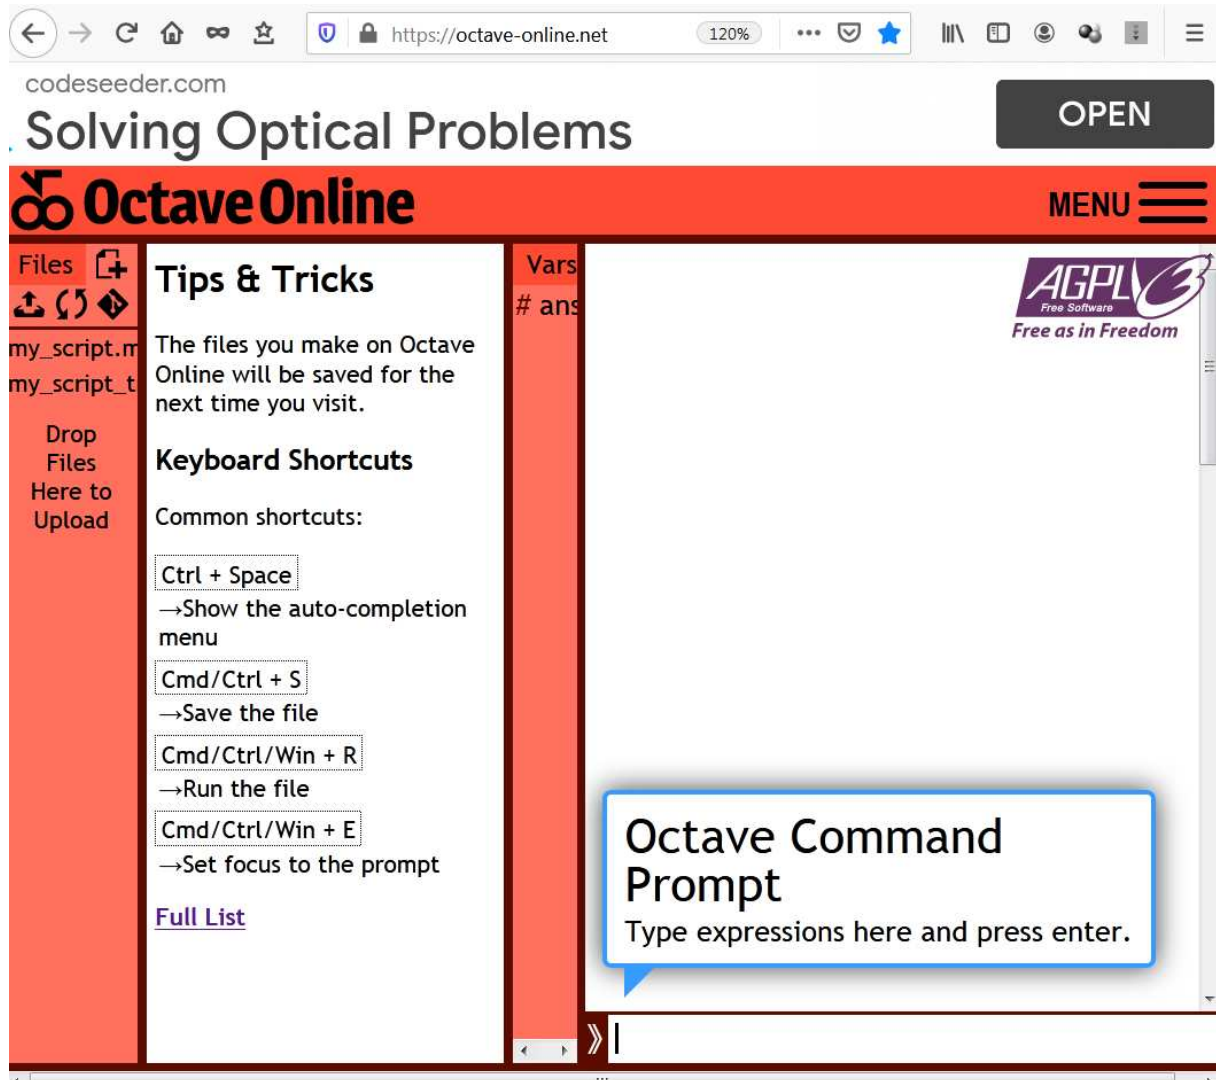 https://octave-online.net
120%
codeseeder.com
Solving Optical Problems
OPEN
Octave Online
MENU
Files
my_script.m
my_script_t
Drop
Files
Here to
Upload
Tips & Tricks
The files you make on Octave
Online will be saved for the
next time you visit.
Keyboard Shortcuts
Common shortcuts:
Ctrl + Space
→Show the auto-completion
menu
Cmd/Ctrl + S
→Save the file
Cmd/Ctrl/Win + R
→Run the file
Cmd/Ctrl/Win + E
→Set focus to the prompt
Full List
Vars
# ans
AGPL v3
Free Software
Free as in Freedom
Octave Command
Prompt
Type expressions here and press enter.